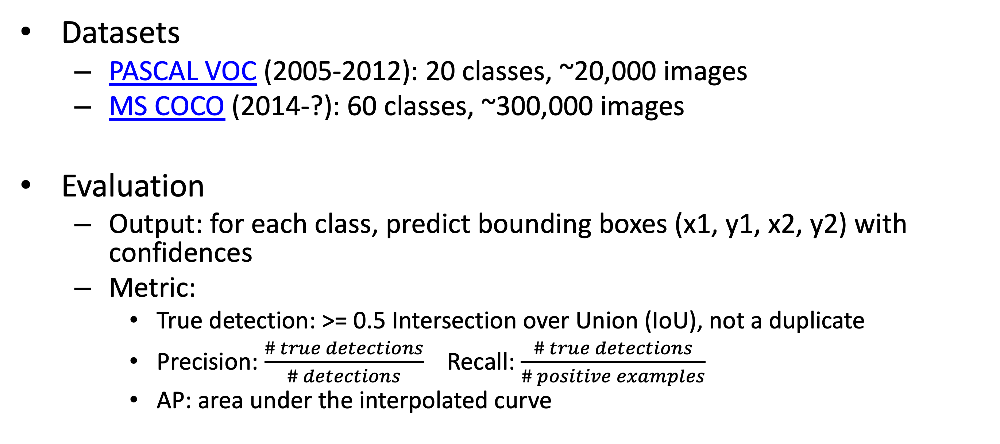 • Datasets
– PASCAL VOC (2005-2012): 20 classes, ~20,000 images
– MS COCO (2014-?): 60 classes, ~300,000 images
• Evaluation
– Output: for each class, predict bounding boxes (x1, y1, x2, y2) with
confidences
– Metric:
• True detection: >= 0.5 Intersection over Union (IoU), not a duplicate
• Precision: # true detections / # detections Recall: # true detections / # positive examples
• AP: area under the interpolated curve